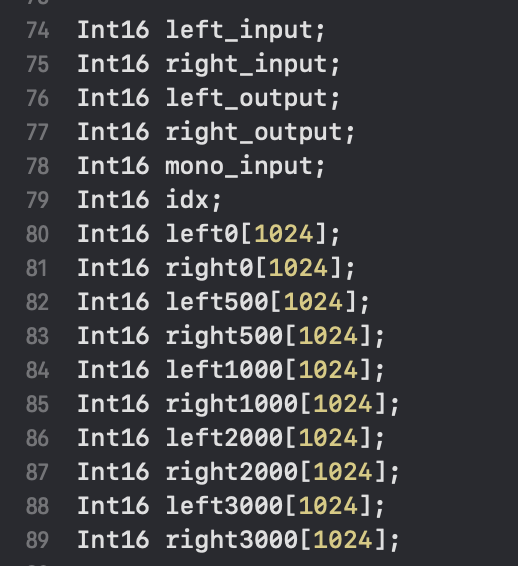 74 Int16 left_input;
75 Int16 right_input;
76 Int16 left_output;
77 Int16 right_output;
78 Int16 mono_input;
79 Int16 idx;
80 Int16 left0[1024];
81 Int16 right0[1024];
82 Int16 left500[1024];
83 Int16 right500[1024];
84 Int16 left1000[1024];
85 Int16 right1000[1024];
86 Int16 left2000[1024];
87 Int16 right2000[1024];
88 Int16 left3000[1024];
89 Int16 right3000[1024];